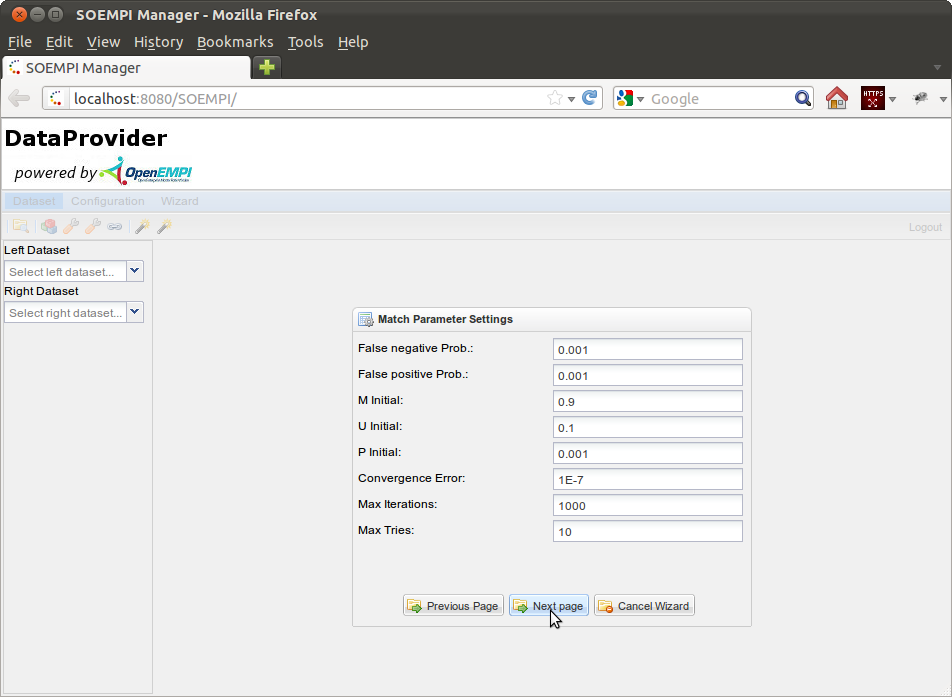 SOEMPI Manager - Mozilla Firefox
File Edit View History Bookmarks Tools Help
SOEMPI Manager
localhost:8080/SOEMPI/
Google
HTTPS
DataProvider
powered by OpenEMPI
Dataset Configuration Wizard
Logout
Left Dataset
Select left dataset...
Right Dataset
Select right dataset...
Match Parameter Settings
False negative Prob.: 0.001
False positive Prob.: 0.001
M Initial: 0.9
U Initial: 0.1
P Initial: 0.001
Convergence Error: 1E-7
Max Iterations: 1000
Max Tries: 10
Previous Page Next page Cancel Wizard